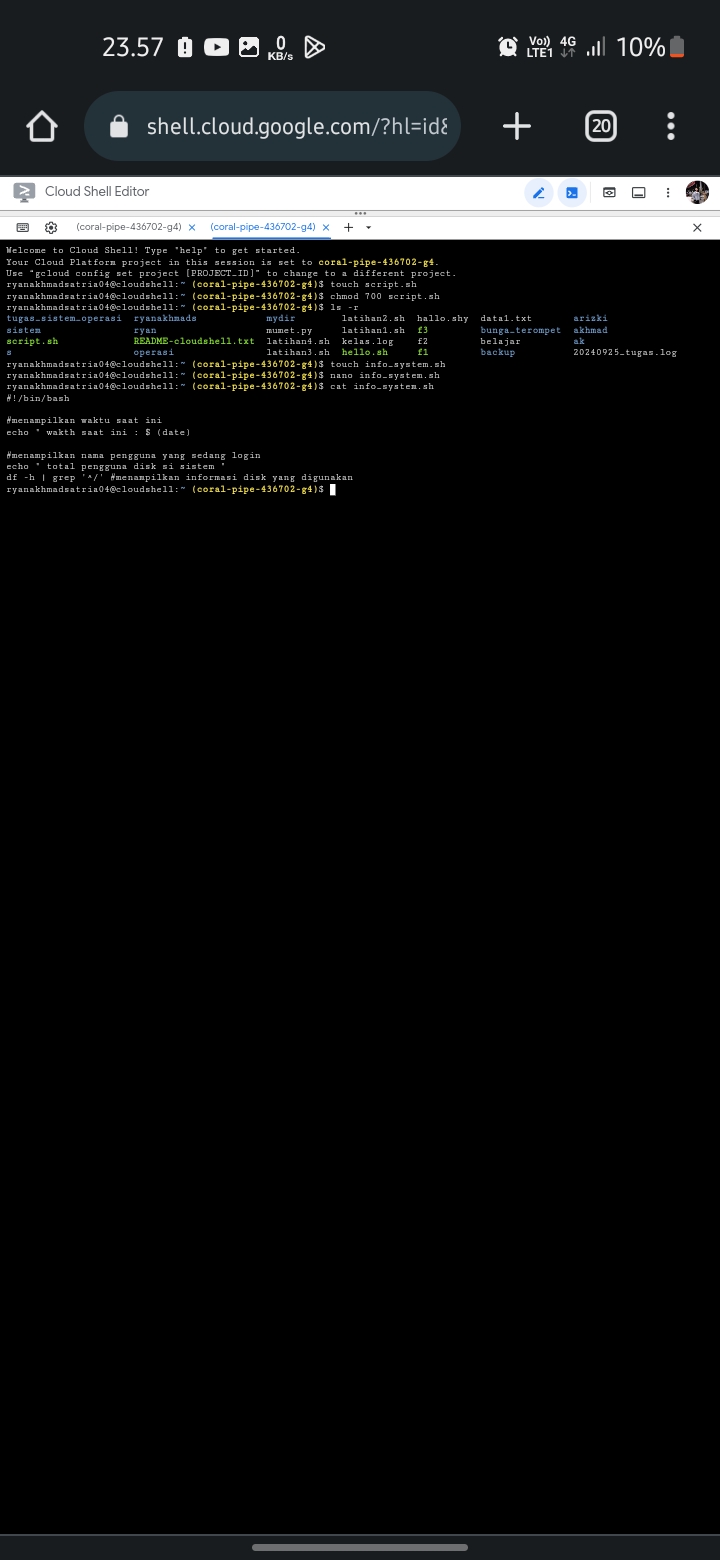 23.57
0
KB/s
Vo))
LTE1
4G
10%
shell.cloud.google.com/?hl=id&
20
Cloud Shell Editor
(coral-pipe-436702-g4)
(coral-pipe-436702-g4)
Welcome to Cloud Shell! Type "help" to get started.
Your Cloud Platform project in this session is set to coral-pipe-436702-g4.
Use "gcloud config set project [PROJECT_ID]" to change to a different project.
ryanakhmadsatria04@cloudshell:~ (coral-pipe-436702-g4)$ touch script.sh
ryanakhmadsatria04@cloudshell:~ (coral-pipe-436702-g4)$ chmod 700 script.sh
ryanakhmadsatria04@cloudshell:~ (coral-pipe-436702-g4)$ ls -r
tugas_sistem_operasi ryanakhmads mydir latihan2.sh hallo.shy data1.txt arizki
sistem ryan mumet.py latihan1.sh f3 bunga_terompet akhmad
script.sh README-cloudshell.txt latihan4.sh kelas.log f2 belajar ak
s operasi latihan3.sh hello.sh f1 backup 20240925_tugas.log
ryanakhmadsatria04@cloudshell:~ (coral-pipe-436702-g4)$ touch info_system.sh
ryanakhmadsatria04@cloudshell:~ (coral-pipe-436702-g4)$ nano info_system.sh
ryanakhmadsatria04@cloudshell:~ (coral-pipe-436702-g4)$ cat info_system.sh
#!/bin/bash
#menampilkan waktu saat ini
echo " wakth saat ini : $ (date)
#menampilkan nama pengguna yang sedang login
echo " total pengguna disk si sistem "
df -h | grep '^/' #menampilkan informasi disk yang digunakan
ryanakhmadsatria04@cloudshell:~ (coral-pipe-436702-g4)$